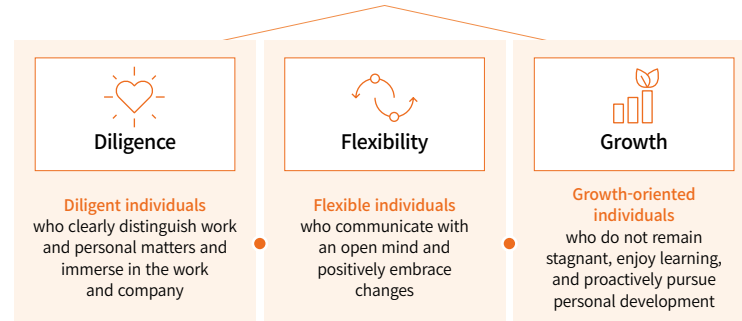 Diligence
Diligent individuals
who clearly distinguish work
and personal matters and
immerse in the work
and company
Flexibility
Flexible individuals
who communicate with
an open mind and
positively embrace
changes
Growth
Growth-oriented
individuals
who do not remain
stagnant, enjoy learning,
and proactively pursue
personal development